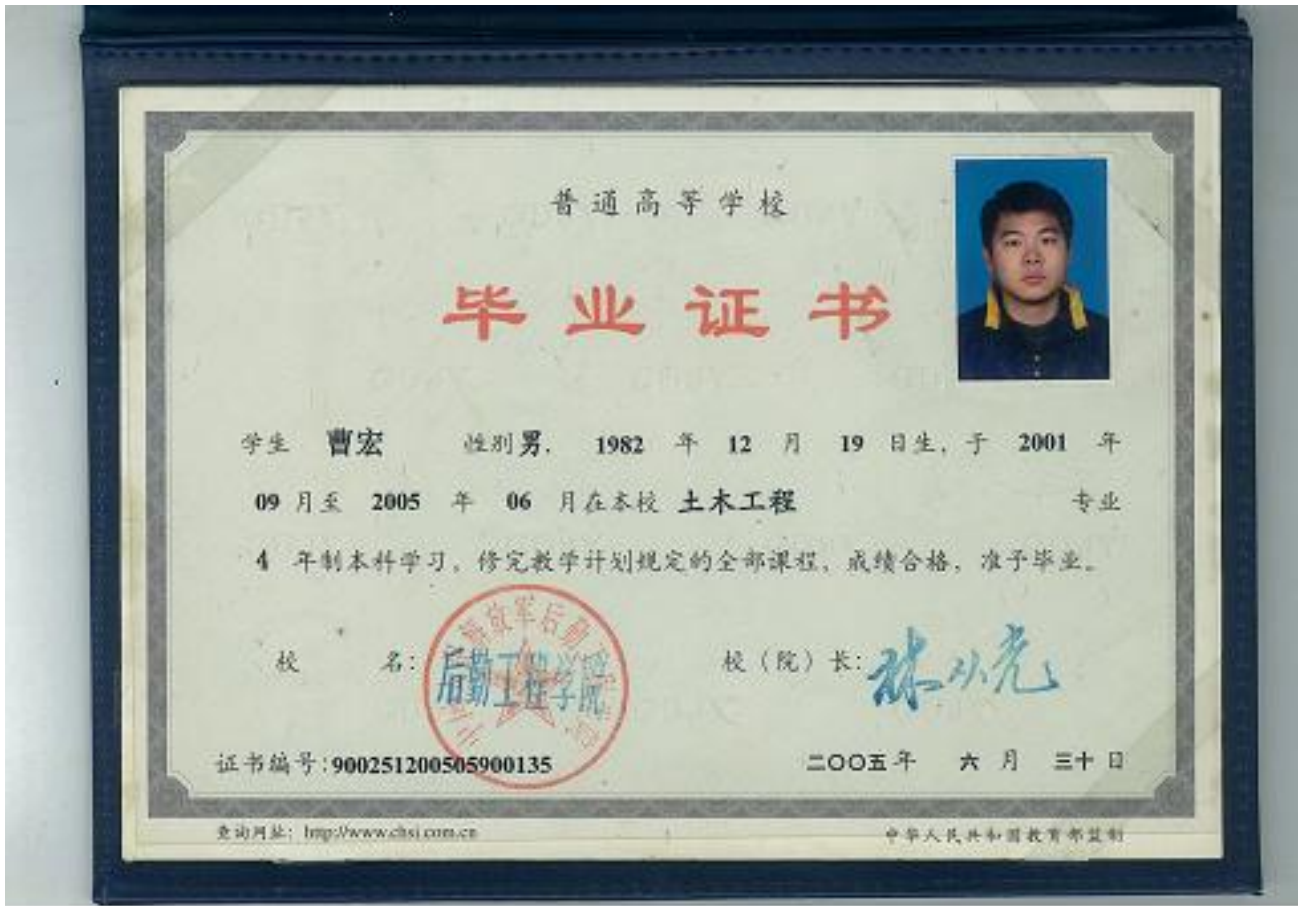 普通高等学校
毕业证书
学生 曹宏 性别男, 1982 年 12 月 19 日生, 于 2001 年
09 月至 2005 年 06 月在本校 土木工程 专业
4 年制本科学习, 修完教学计划规定的全部课程, 成绩合格, 准予毕业。
校 名: 后勤工程学院
校（院）长:
证书编号:900251200505900135
二〇〇五年 六 月 三十 日
查询网址: http://www.chsi.com.cn
中华人民共和国教育部监制